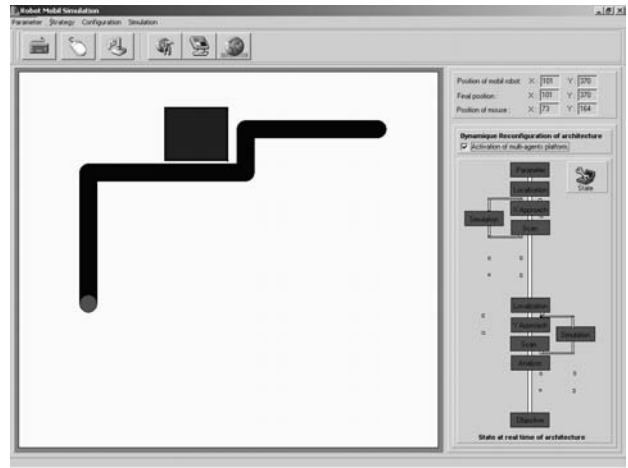 Robot Mobil Simulation
Parameter Strategy Configuration Simulation
Position of mobil robot: X: 101 Y: 370
Final position : X: 101 Y: 370
Position of mouse : X: 73 Y: 164
Dynamique Reconfiguration of architecture
Activation of multi-agents platform
Parameter
State
Localization
Y Approach
Simulation
Scan
Localization
Y Approach
Simulation
Scan
Analyze
Objective
State at real time of architecture